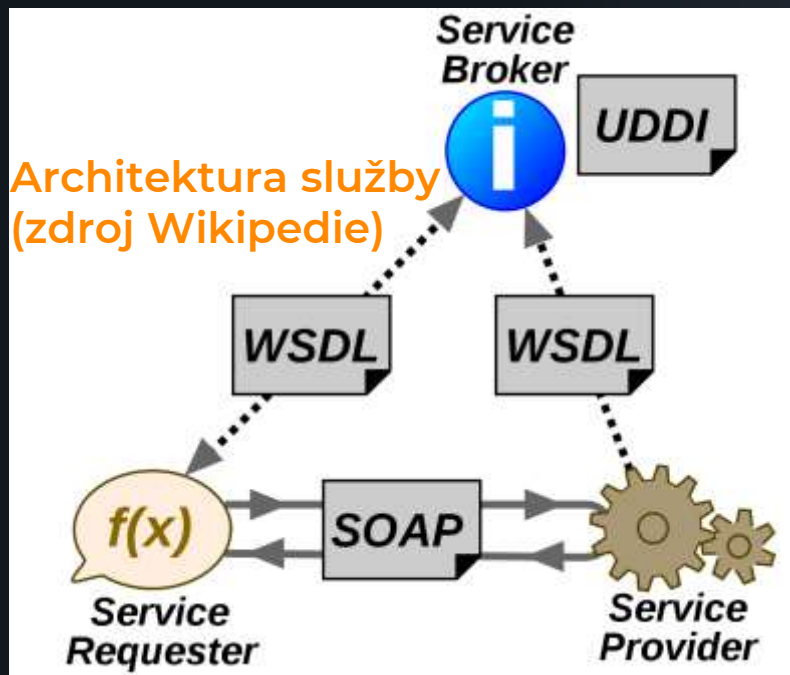 Service
Broker
i
UDDI
Architektura služby
(zdroj Wikipedie)
WSDL
WSDL
f(x)
SOAP
Service
Requester
Service
Provider